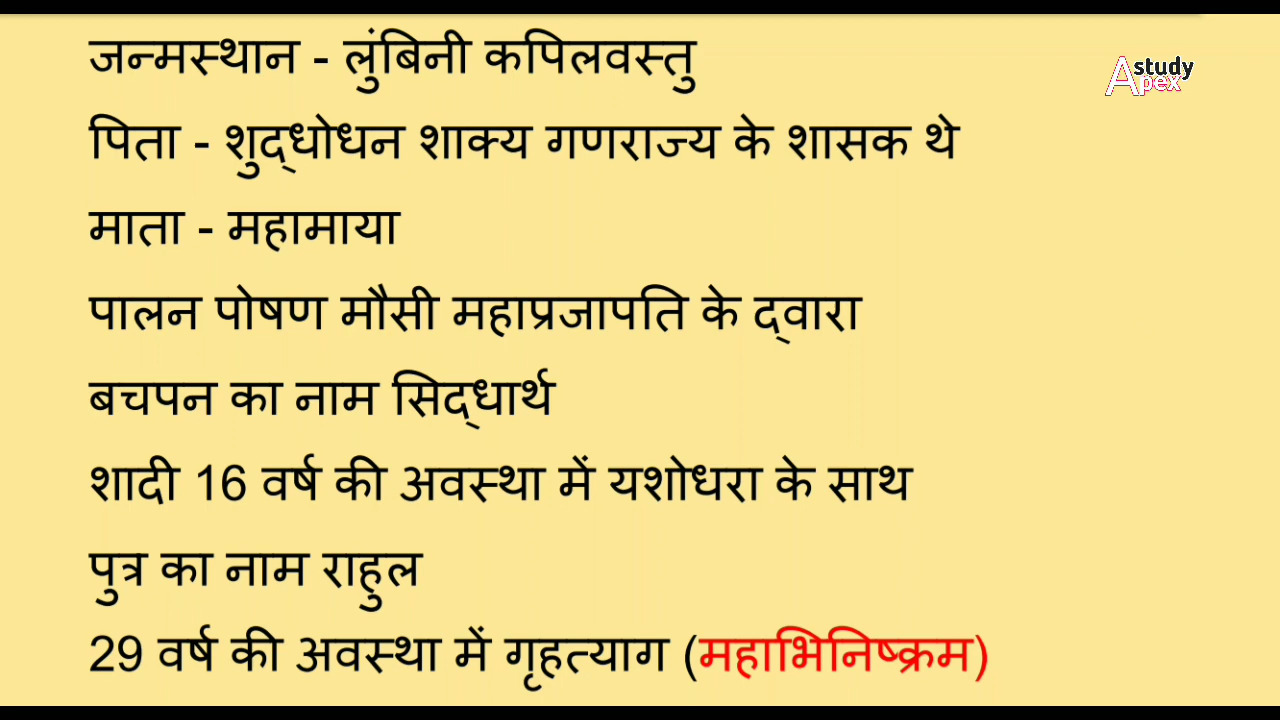 जन्मस्थान - लुंबिनी कपिलवस्तु
Astudy
Apex
पिता - शुद्धोधन शाक्य गणराज्य के शासक थे
माता - महामाया
पालन पोषण मौसी महाप्रजापति के द्वारा
बचपन का नाम सिद्धार्थ
शादी 16 वर्ष की अवस्था में यशोधरा के साथ
पुत्र का नाम राहुल
29 वर्ष की अवस्था में गृहत्याग (महाभिनिष्क्रम)